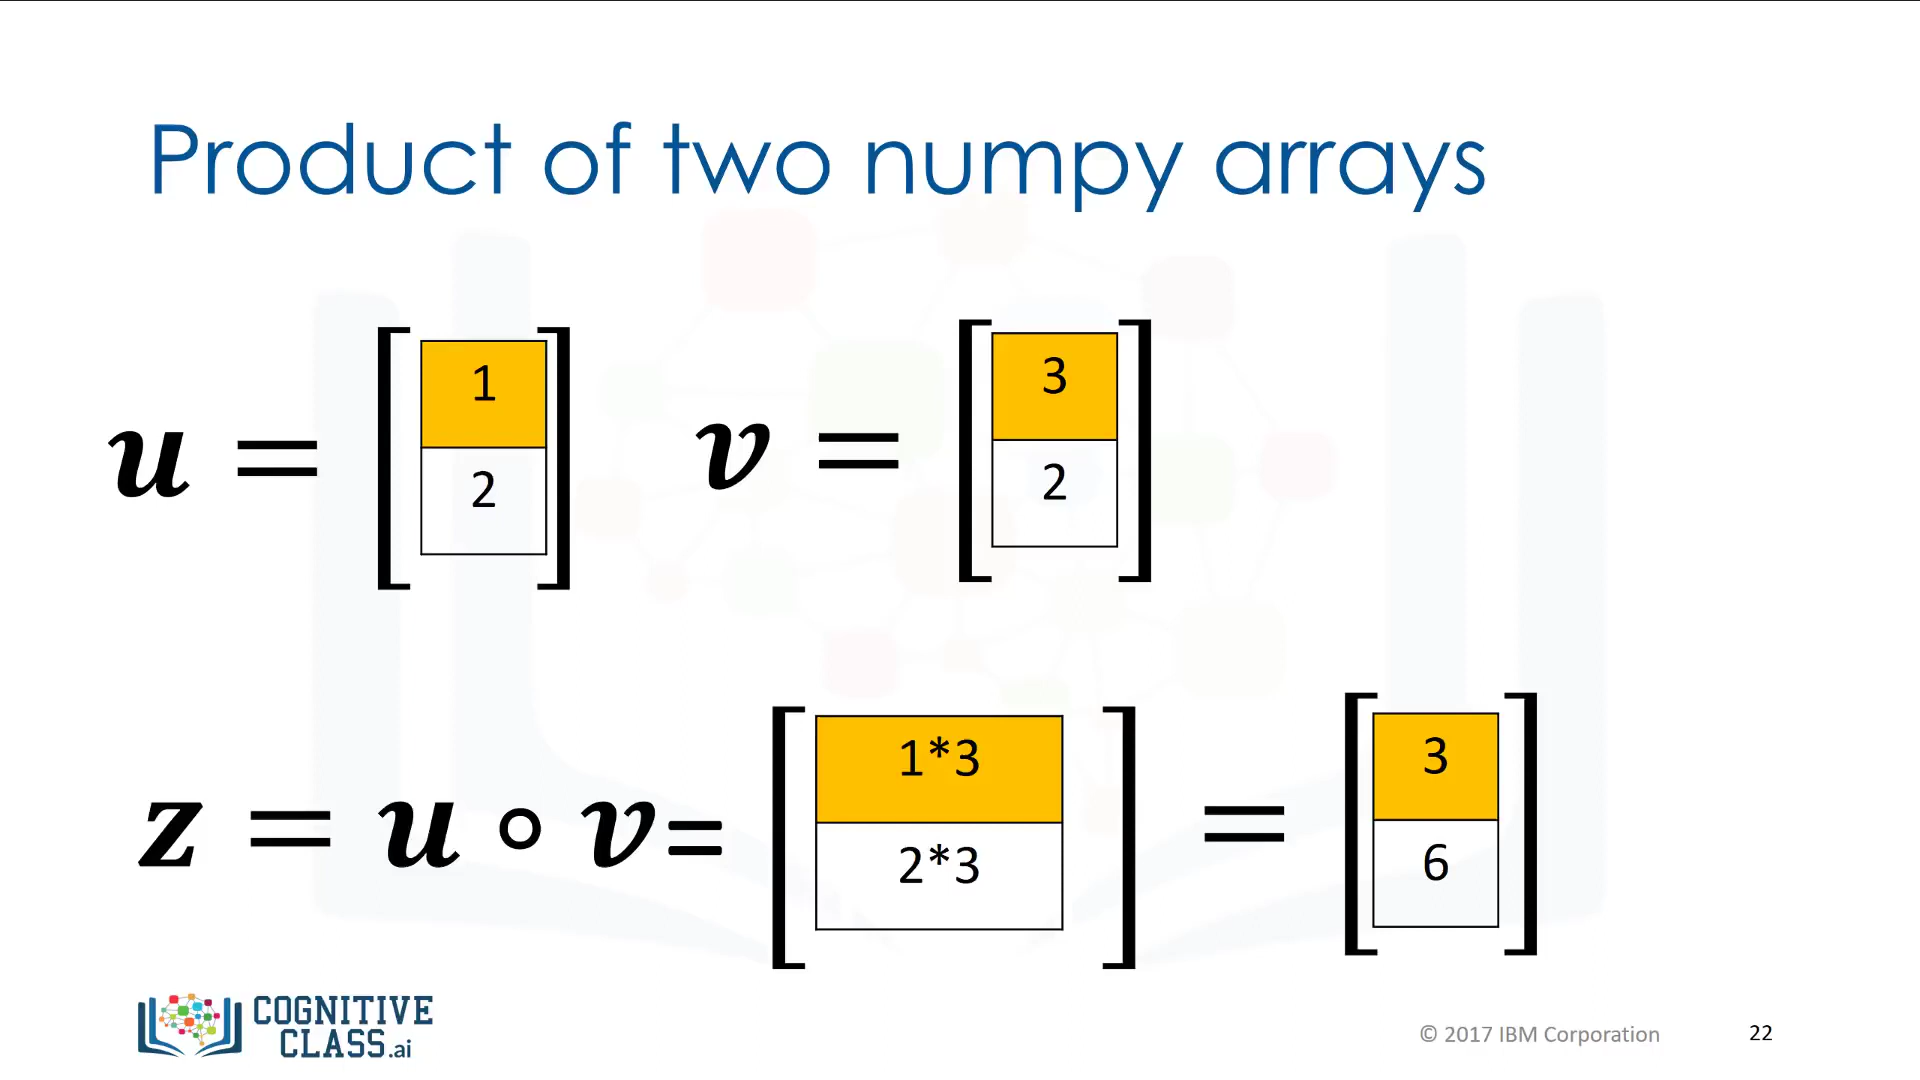 Product of two numpy arrays
u = [1 2] v = [3 2]
z = u ∘ v = [1*3 2*3] = [3 6]
COGNITIVE
CLASS.ai
© 2017 IBM Corporation 22